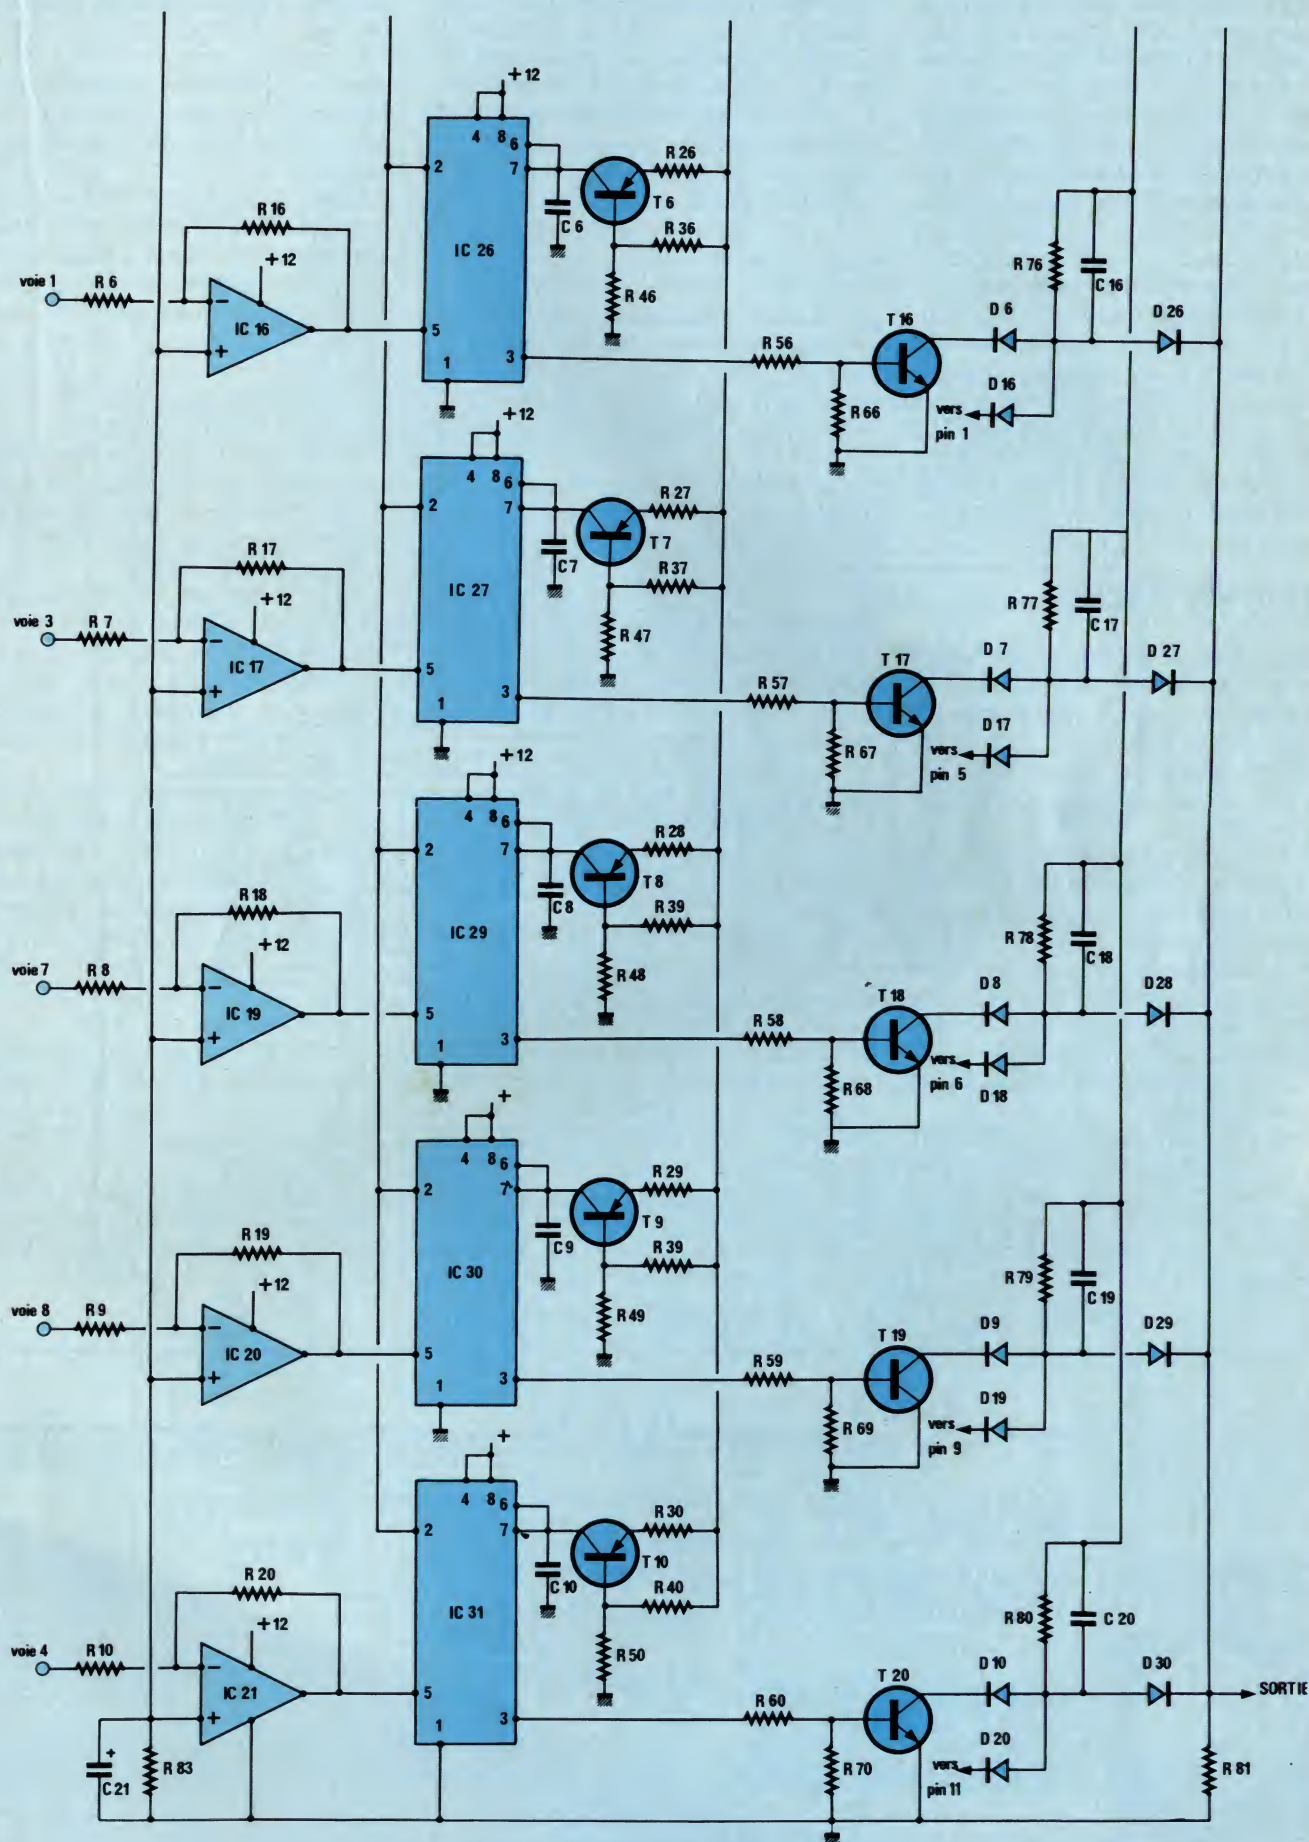 +12
4 8 6
2 7
R 26
T 6
C 6
R 36
R 16
IC 26
R 46
+12
voie 1 R 6
IC 16
5
1
3
R 56
T 16
D 6
R 76
C 16
D 26
D 16
R 66
vers
pin 1
+12
4 8 6
2 7
R 27
T 7
C 7
R 37
R 17
IC 27
R 47
+12
voie 3 R 7
IC 17
5
1
3
R 57
T 17
D 7
R 77
C 17
D 27
D 17
R 67
vers
pin 5
+12
4 8 6
2 7
R 28
T 8
C 8
R 39
R 18
IC 29
R 48
+12
voie 7 R 8
IC 19
5
1
3
R 58
T 18
D 8
R 78
C 18
D 28
D 18
R 68
vers
pin 6
+
4 8 6
2 7
R 29
T 9
C 9
R 39
R 19
IC 30
R 49
+12
voie 8 R 9
IC 20
5
1
3
R 59
T 19
D 9
R 79
C 19
D 29
D 19
R 69
vers
pin 9
+
4 8 6
2 7
R 30
T 10
C 10
R 40
R 20
IC 31
R 50
+12
voie 4 R 10
IC 21
5
1
3
R 60
T 20
D 10
R 80
C 20
D 30
SORTIE
D 20
R 70
vers
pin 11
+
C 21
R 83
R 81